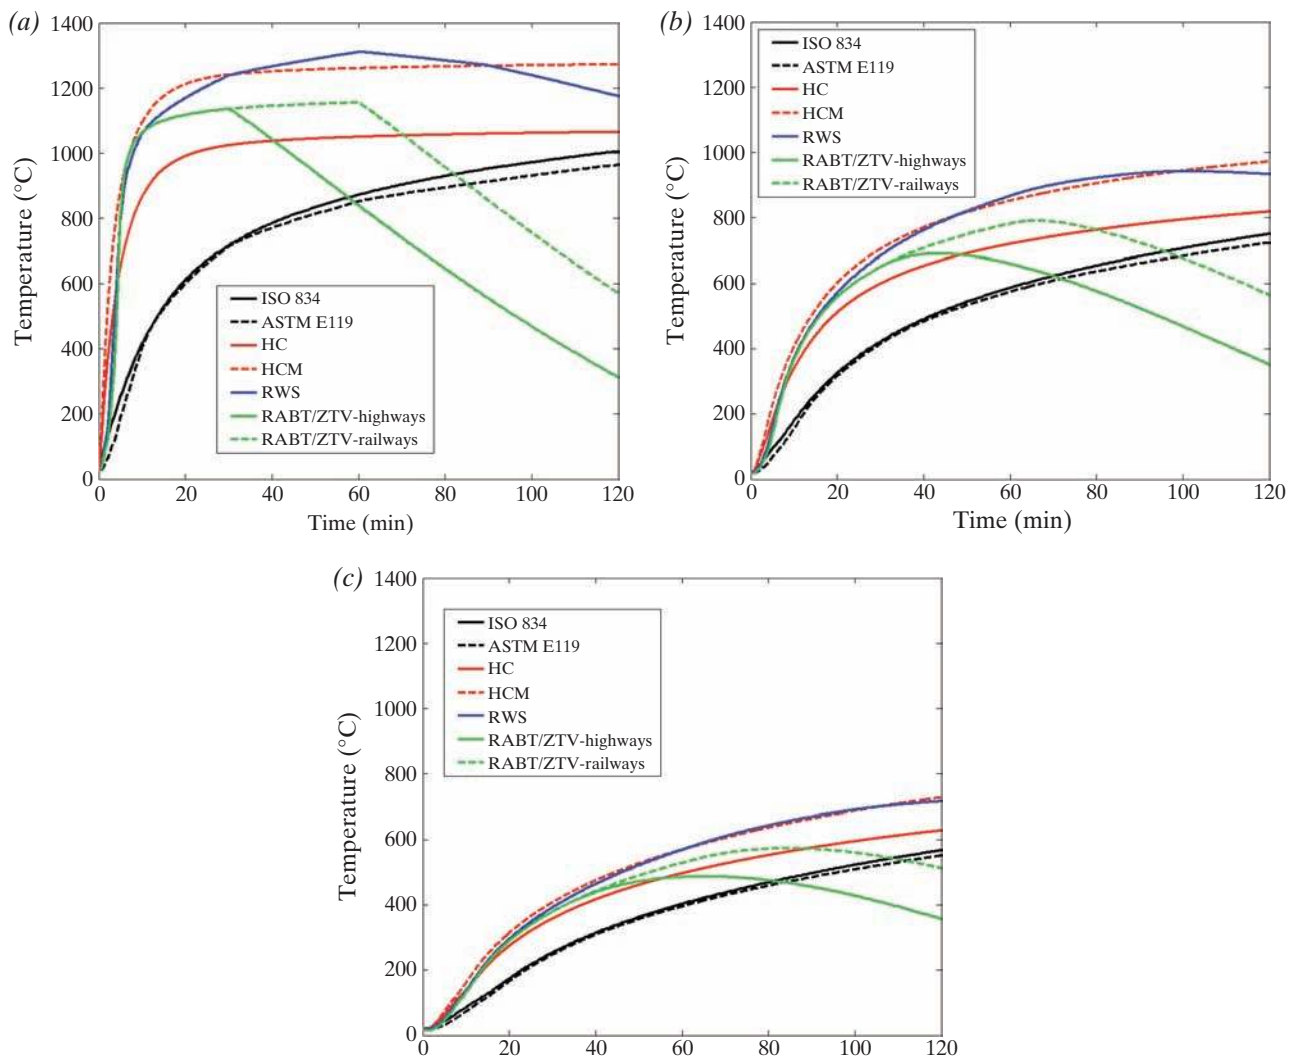 (a)
1400
1200
1000
800
600
400
200
0
Temperature (°C)
ISO 834
ASTM E119
HC
HCM
RWS
RABT/ZTV-highways
RABT/ZTV-railways
0 20 40 60 80 100 120
Time (min)
(b)
1400
1200
1000
800
600
400
200
0
Temperature (°C)
ISO 834
ASTM E119
HC
HCM
RWS
RABT/ZTV-highways
RABT/ZTV-railways
0 20 40 60 80 100 120
Time (min)
(c)
1400
1200
1000
800
600
400
200
0
Temperature (°C)
ISO 834
ASTM E119
HC
HCM
RWS
RABT/ZTV-highways
RABT/ZTV-railways
0 20 40 60 80 100 120